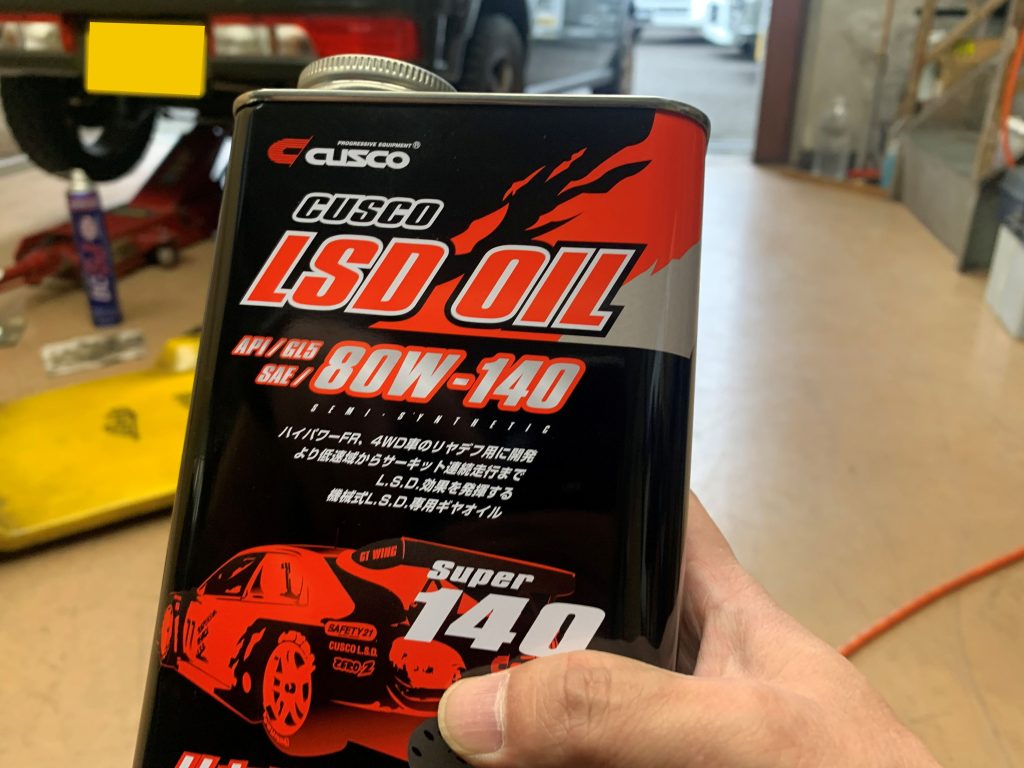 PROGRESSIVE EQUIPMENT
CUSCO®
CUSCO
LSD OIL
API/GL5
SAE/ 80W-140
SEMI-SYNTHETIC
ハイパワーFR、4WD車のリヤデフ用に開発
より低速域からサーキット連続走行まで
L.S.D.効果を発揮する
機械式L.S.D.専用ギヤオイル
GT WING
1
Super
140
SAFETY21
CUSCO L.S.D.
ZERO2